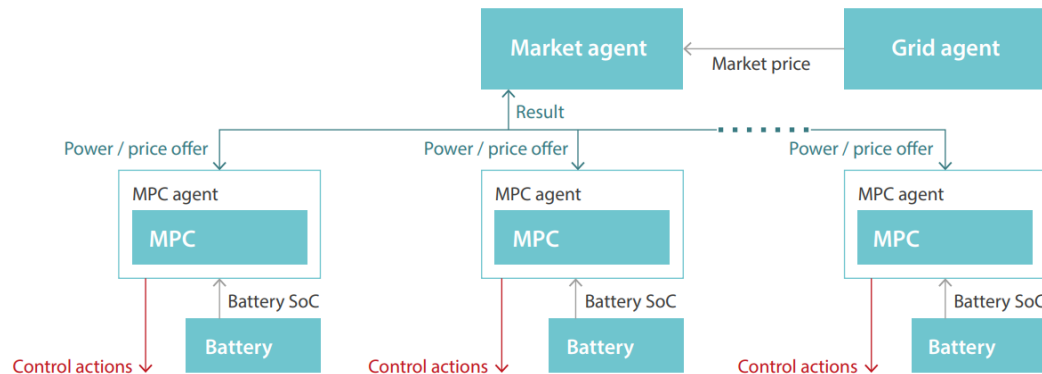 Market agent
Grid agent
Market price
Result
Power / price offer
Power / price offer
Power / price offer
MPC agent
MPC agent
MPC agent
MPC
MPC
MPC
Battery SoC
Battery SoC
Battery SoC
Battery
Battery
Battery
Control actions
Control actions
Control actions